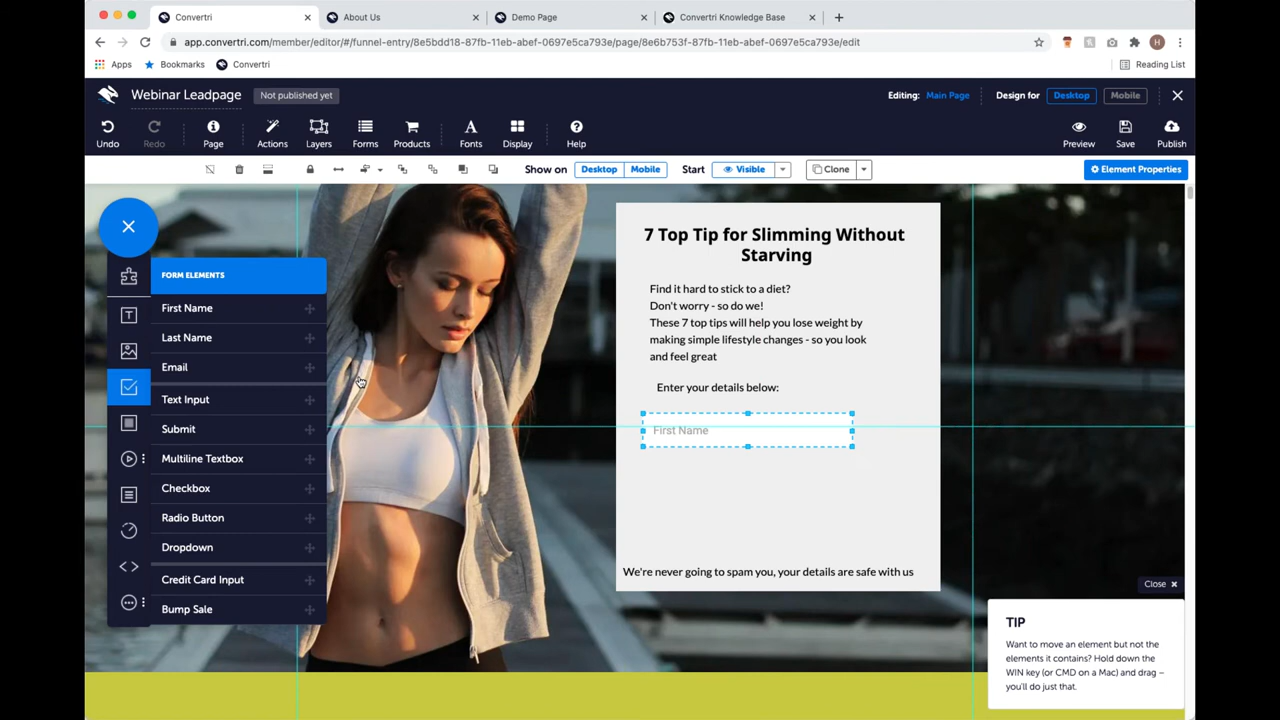 Convertri
About Us
Demo Page
Convertri Knowledge Base
app.convertri.com/member/editor/#/funnel-entry/8e5bdd18-87fb-11eb-abef-0697e5ca793e/page/8e6b753f-87fb-11eb-abef-0697e5ca793e/edit
H
Apps
Bookmarks
Convertri
Reading List
Webinar Leadpage
Not published yet
Editing: Main Page
Design for
Desktop
Mobile
Undo
Redo
Page
Actions
Layers
Forms
Products
Fonts
Display
Help
Preview
Save
Publish
Show on
Desktop
Mobile
Start
Visible
Clone
Element Properties
FORM ELEMENTS
First Name
Last Name
Email
Text Input
Submit
Multiline Textbox
Checkbox
Radio Button
Dropdown
Credit Card Input
Bump Sale
7 Top Tip for Slimming Without
Starving
Find it hard to stick to a diet?
Don't worry - so do we!
These 7 top tips will help you lose weight by
making simple lifestyle changes - so you look
and feel great
Enter your details below:
First Name
We're never going to spam you, your details are safe with us
Close
TIP
Want to move an element but not the
elements it contains? Hold down the
WIN key (or CMD on a Mac) and drag –
you'll do just that.